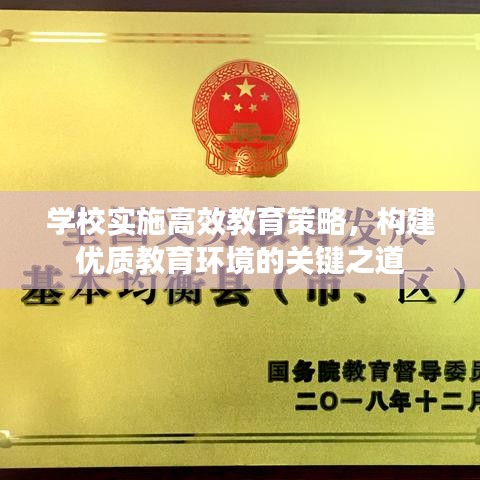 学校实施高效教育策略，构建
优质教育环境的关键之道
基本均衡县（市、区）
国务院教育督导委员
二〇一八年十二月